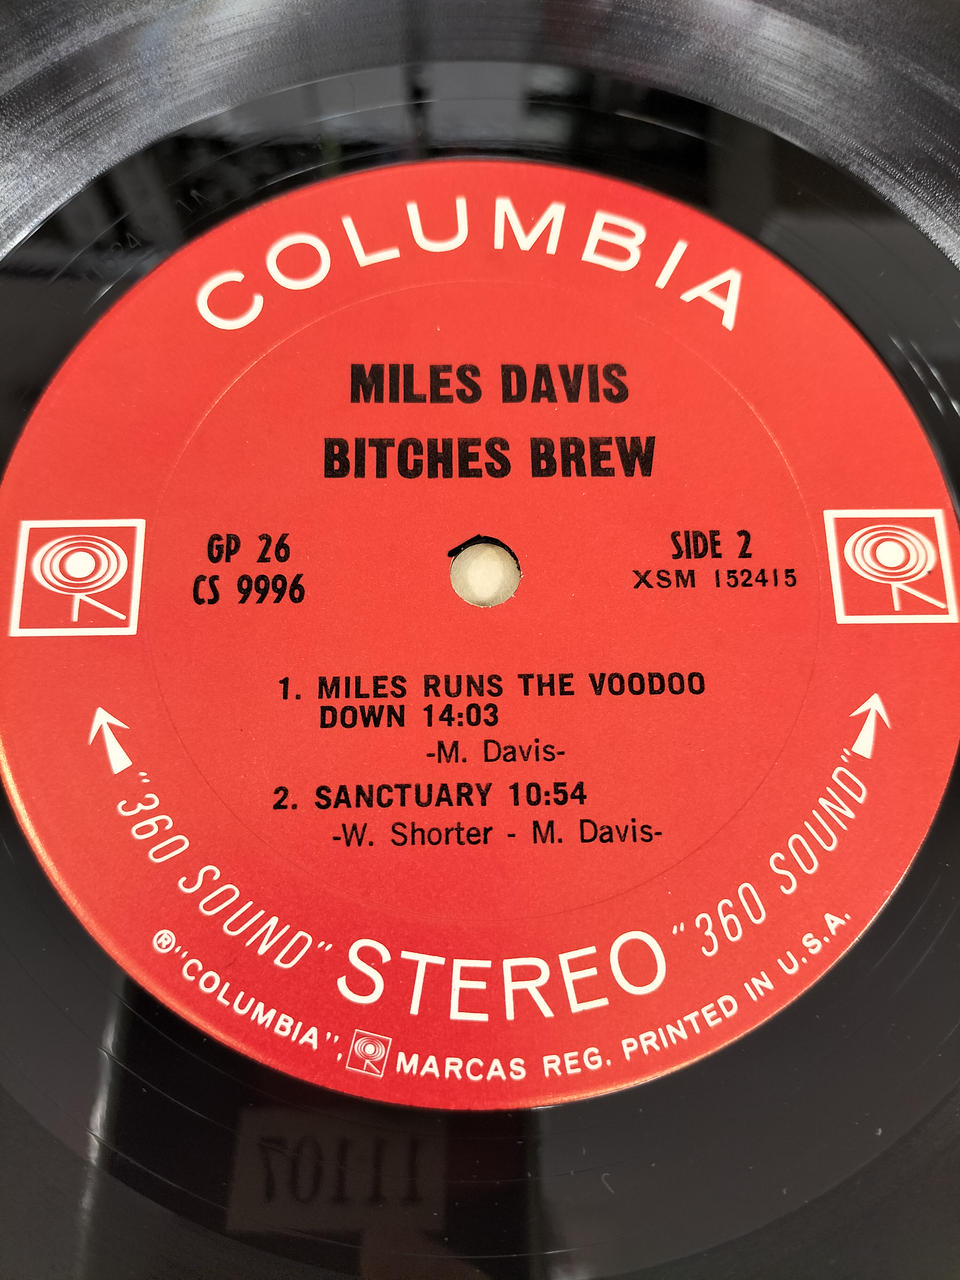 COLUMBIA
MILES DAVIS
BITCHES BREW
GP 26
CS 9996
SIDE 2
XSM 152415
1. MILES RUNS THE VOODOO
DOWN 14:03
-M. Davis-
2. SANCTUARY 10:54
-W. Shorter - M. Davis-
"360 SOUND" STEREO "360 SOUND"
®"COLUMBIA", MARCAS REG. PRINTED IN U.S.A.